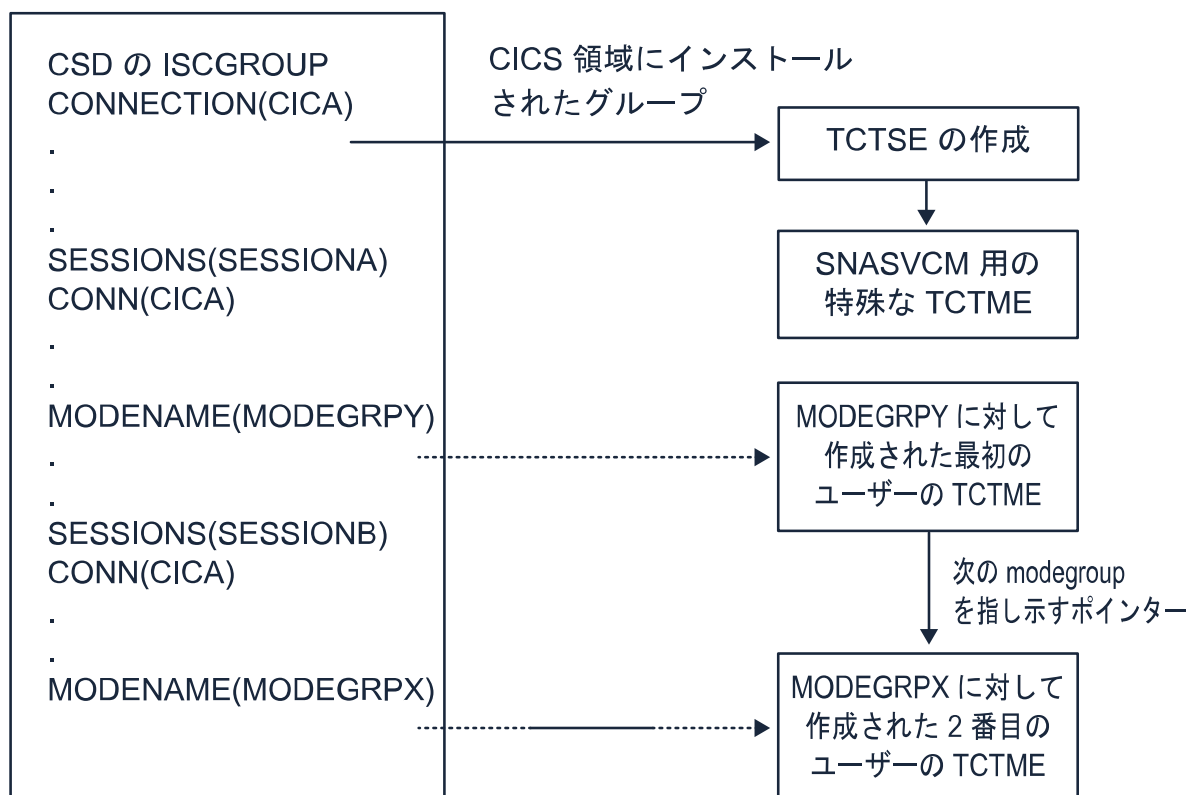 CSD の ISCGROUP
CONNECTION(CICA)
.
.
.
SESSIONS(SESSIONA)
CONN(CICA)
.
.
MODENAME(MODEGRPY)
.
.
SESSIONS(SESSIONB)
CONN(CICA)
.
.
MODENAME(MODEGRPX)
CICS 領域にインストール
されたグループ
TCTSE の作成
SNASVCM 用の
特殊な TCTME
MODEGRPY に対して
作成された最初の
ユーザーの TCTME
次の modegroup
を指し示すポインター
MODEGRPX に対して
作成された 2 番目の
ユーザーの TCTME